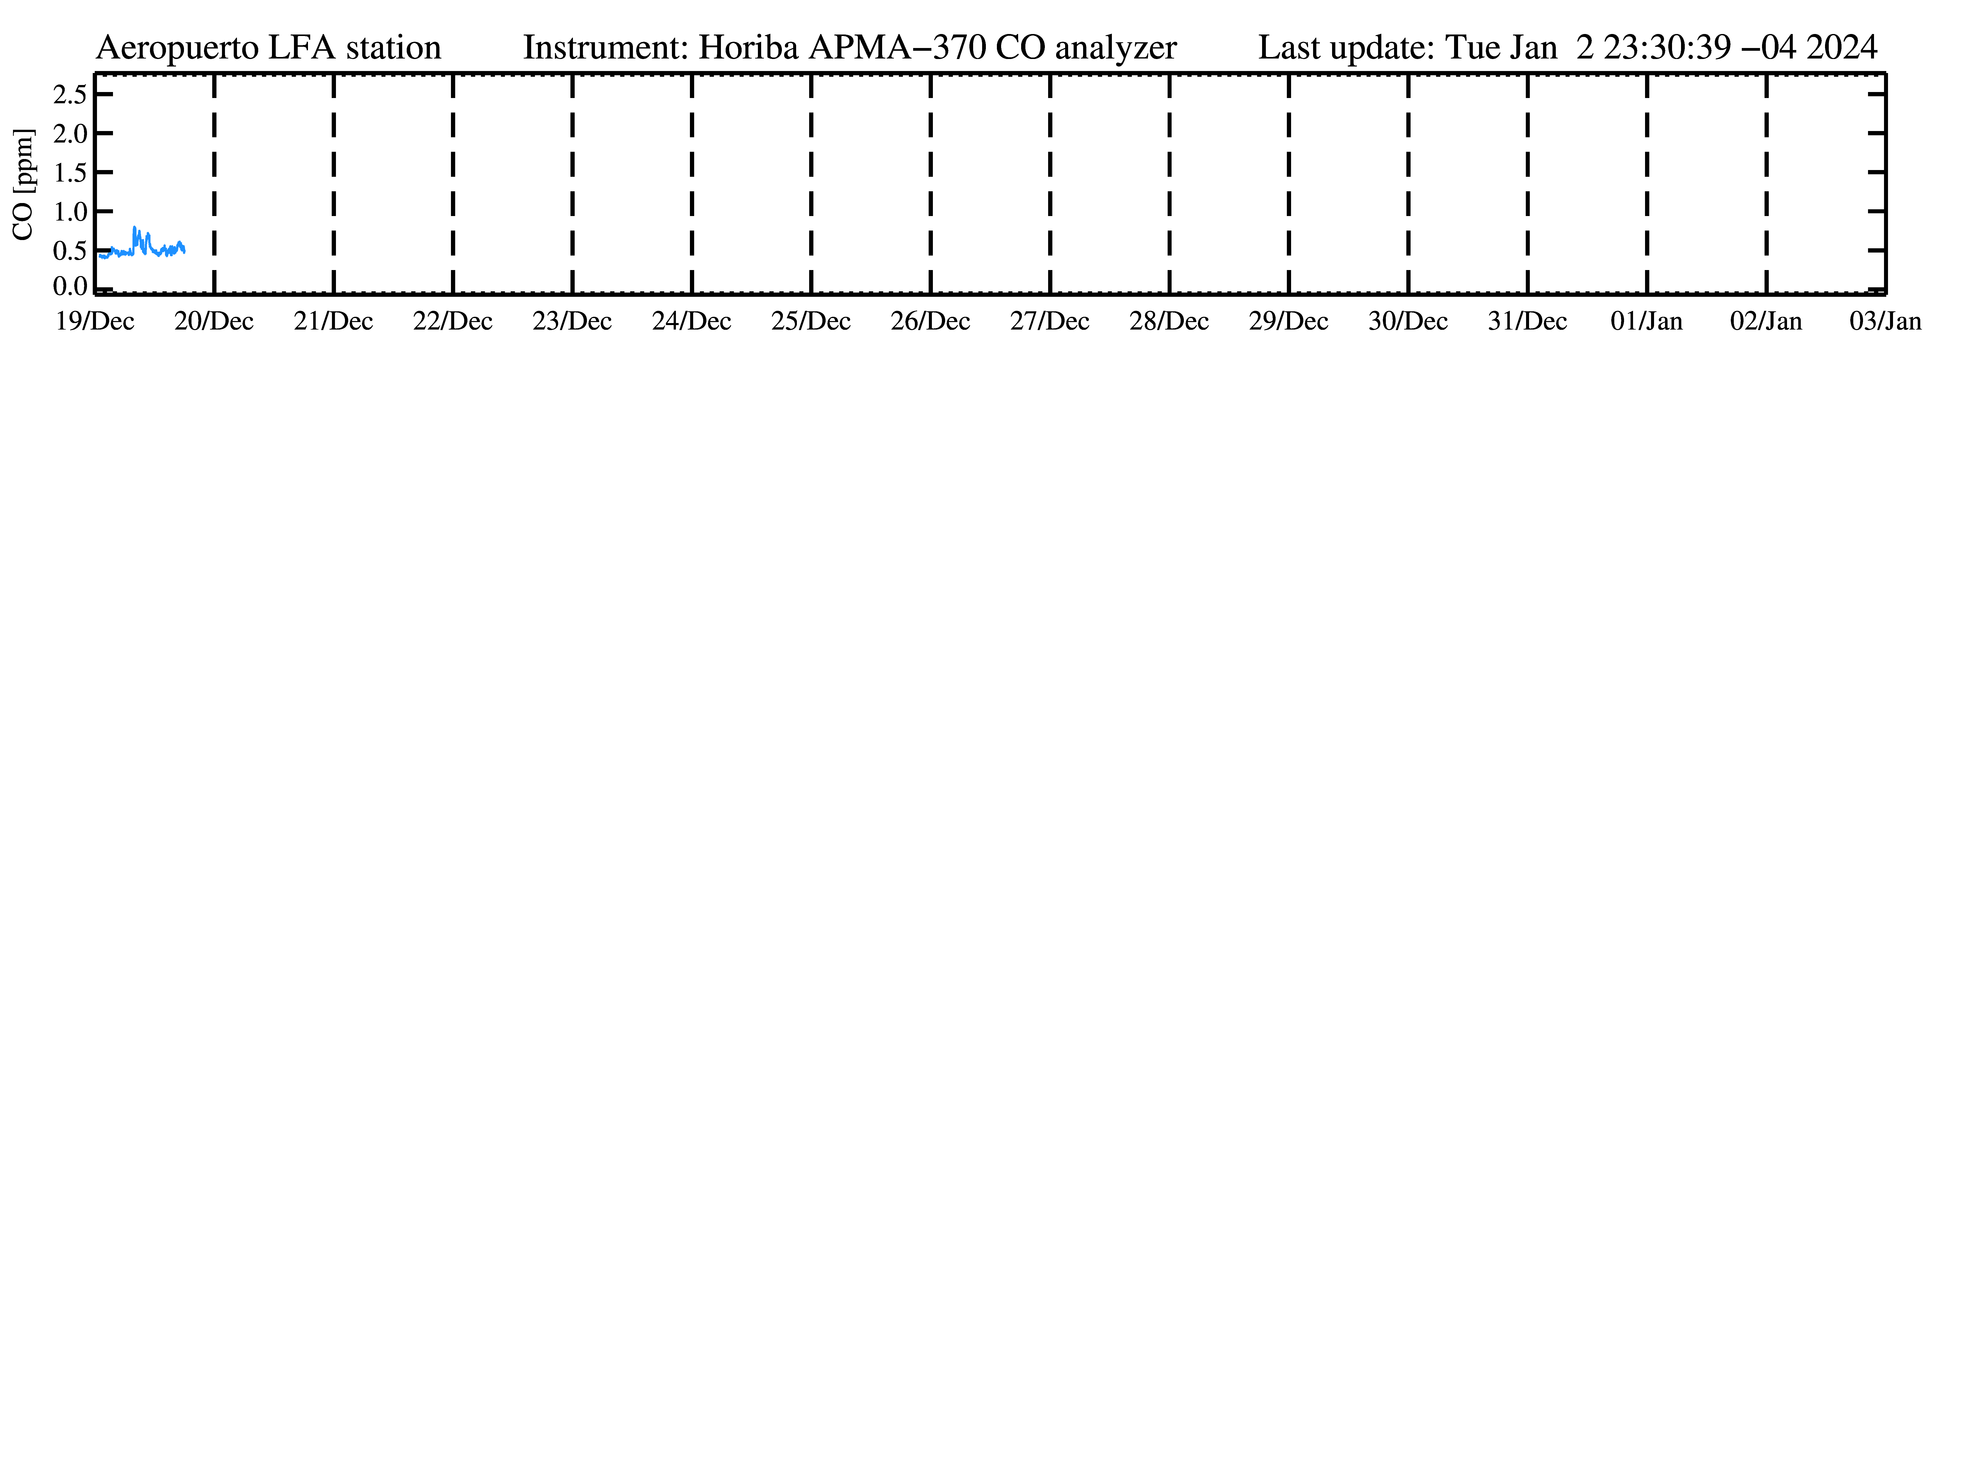 Aeropuerto LFA station Instrument: Horiba APMA−370 CO analyzer Last update: Tue Jan  2 23:30:39 −04 2024
CO [ppm]
2.5
2.0
1.5
1.0
0.5
0.0
19/Dec 20/Dec 21/Dec 22/Dec 23/Dec 24/Dec 25/Dec 26/Dec 27/Dec 28/Dec 29/Dec 30/Dec 31/Dec 01/Jan 02/Jan 03/Jan